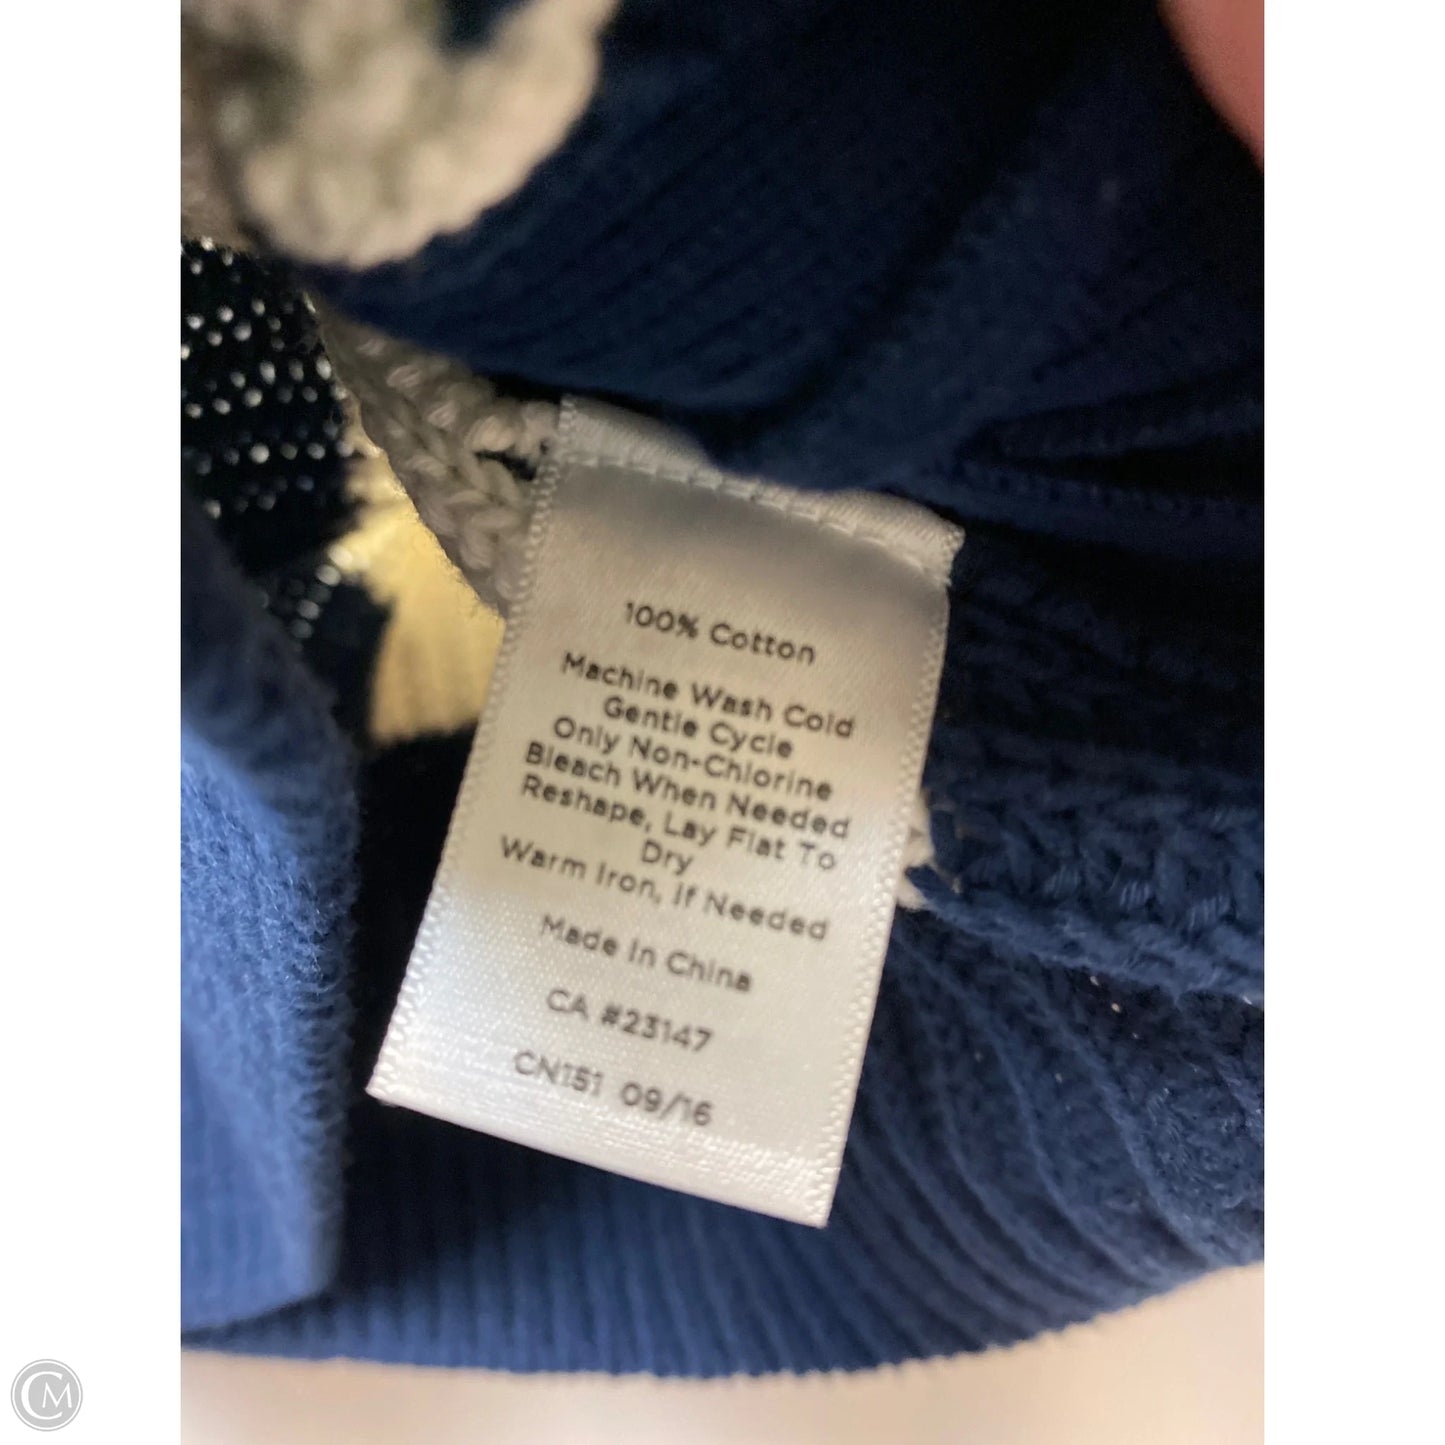 100% Cotton
Machine Wash Cold
Gentle Cycle
Only Non-Chlorine
Bleach When Needed
Reshape, Lay Flat To
Dry
Warm Iron, If Needed
Made In China
CA #23147
CN151 09/16
CM